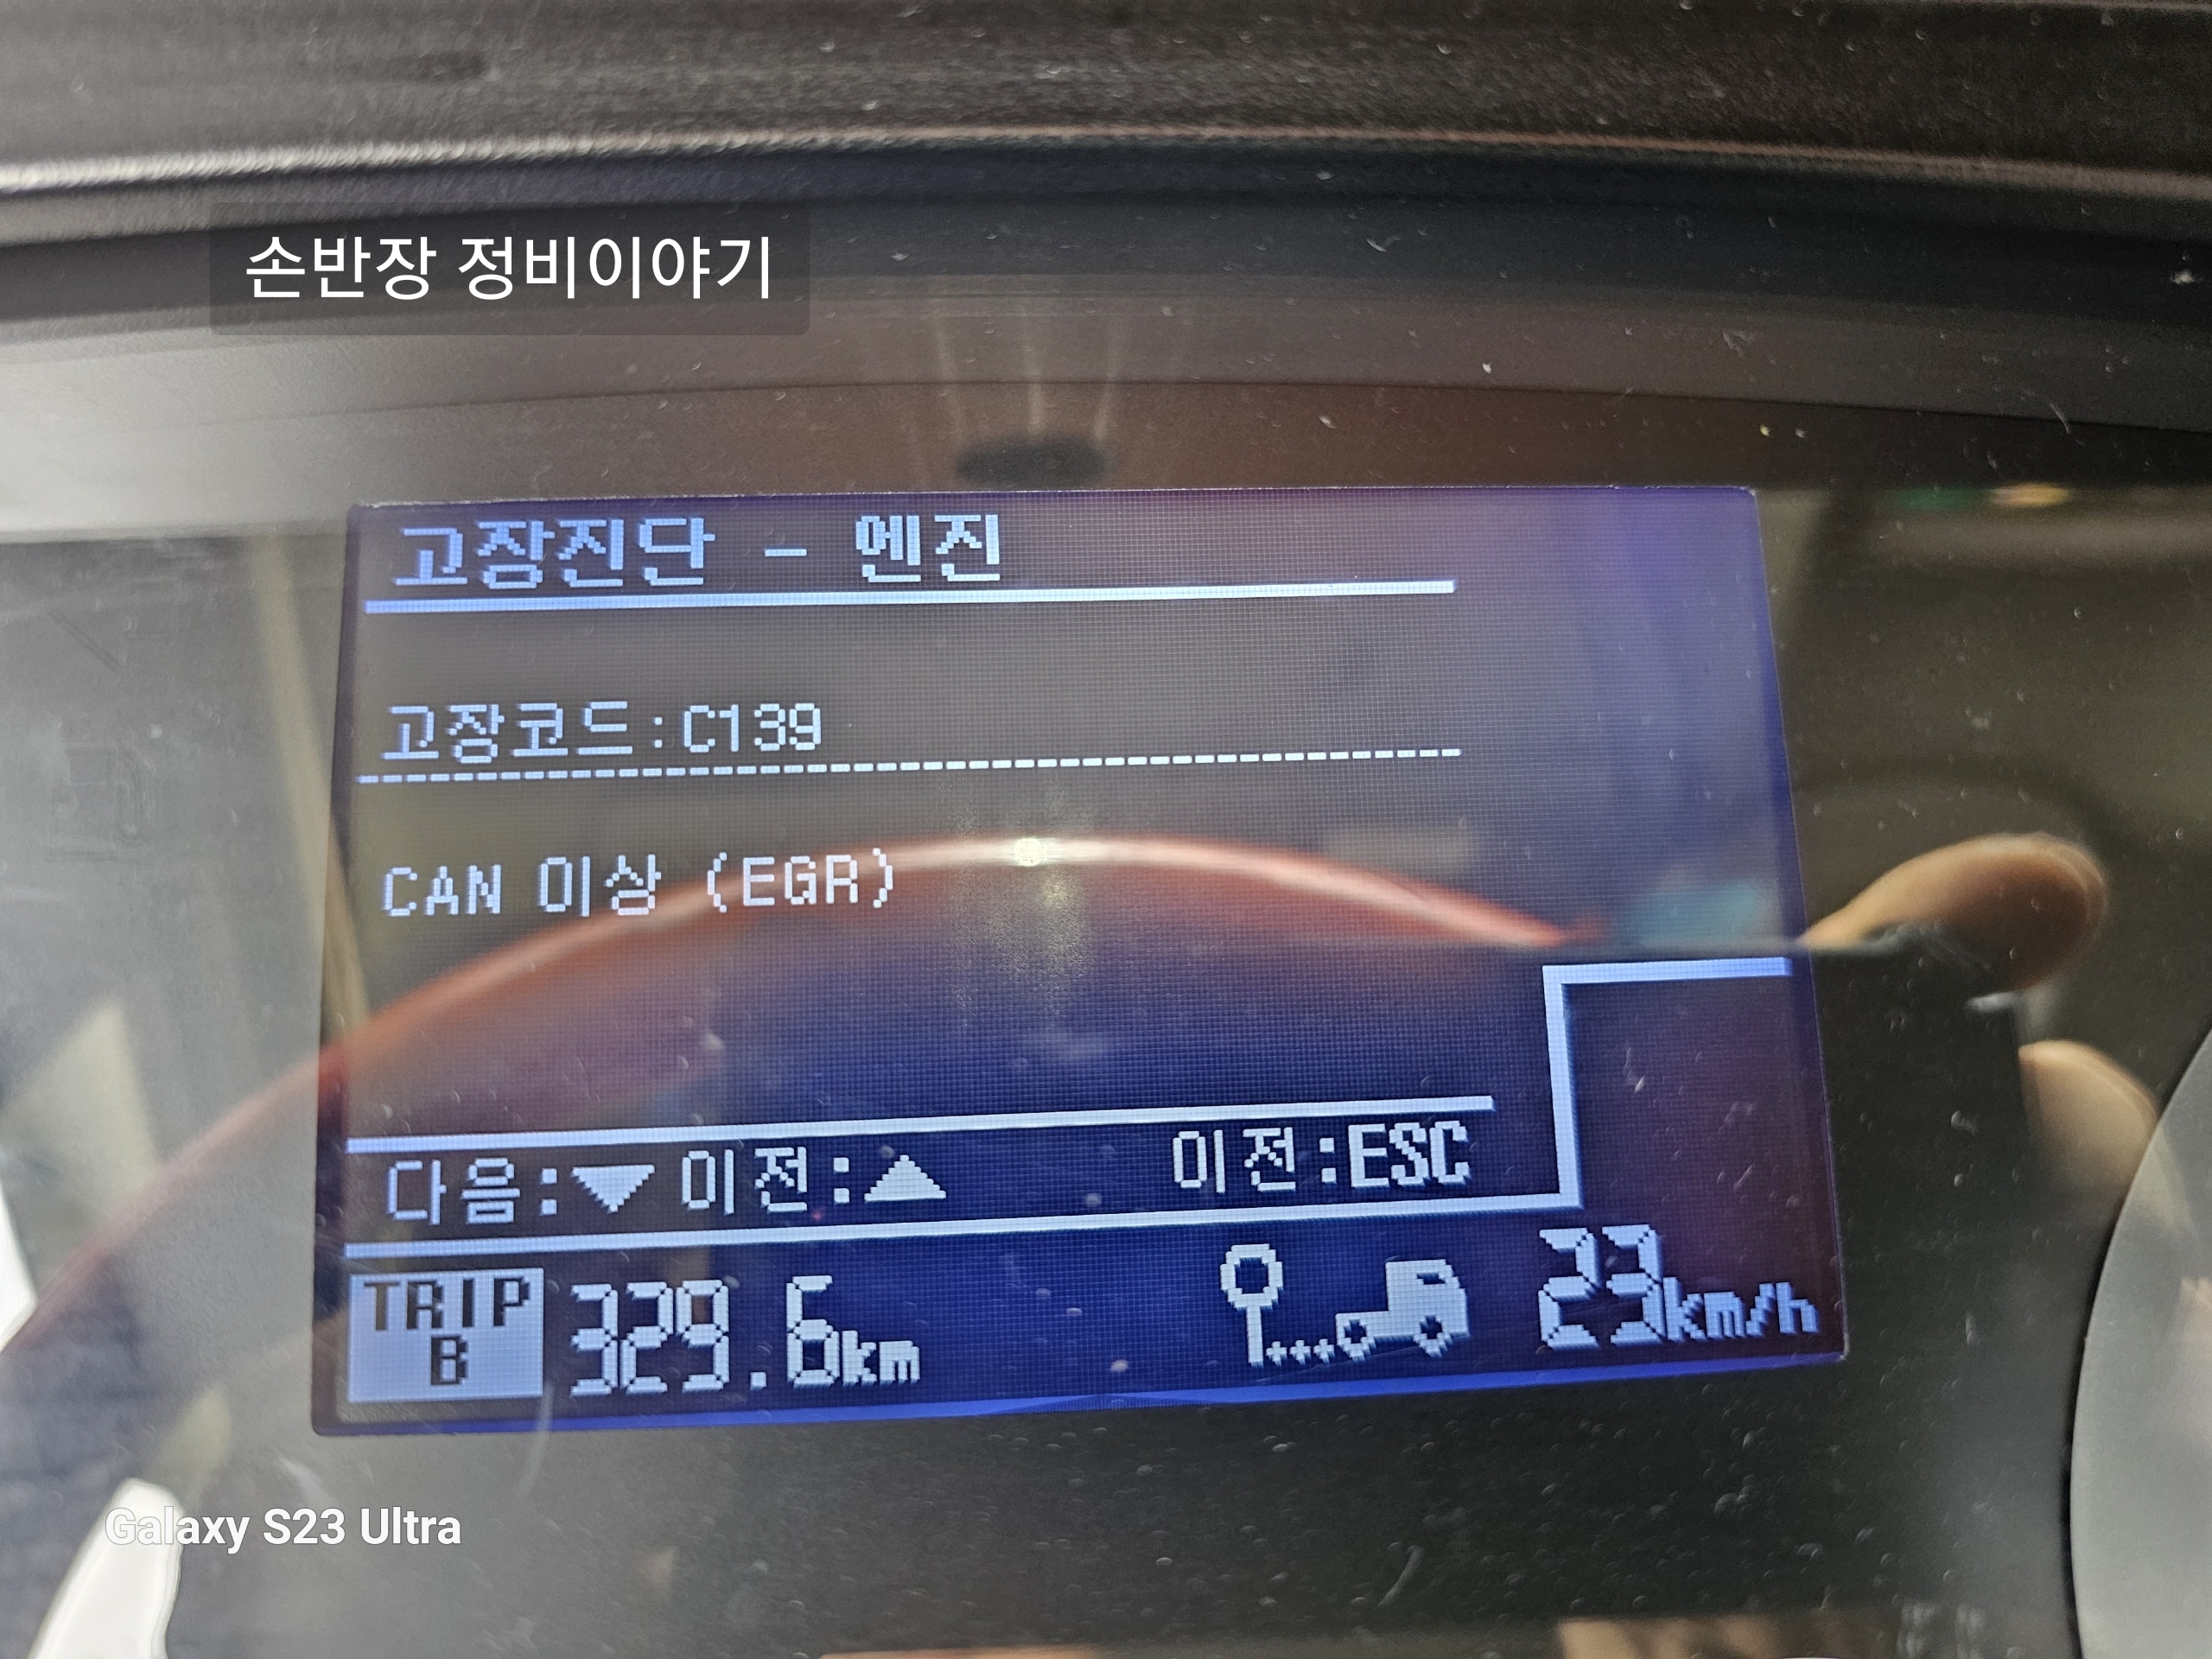 손반장 정비이야기
고장진단 - 엔진
고장코드:C139
CAN 이상 (EGR)
다음:▼ 이전:▲ 이전:ESC
TRIP B 329.6km 23km/h
Galaxy S23 Ultra